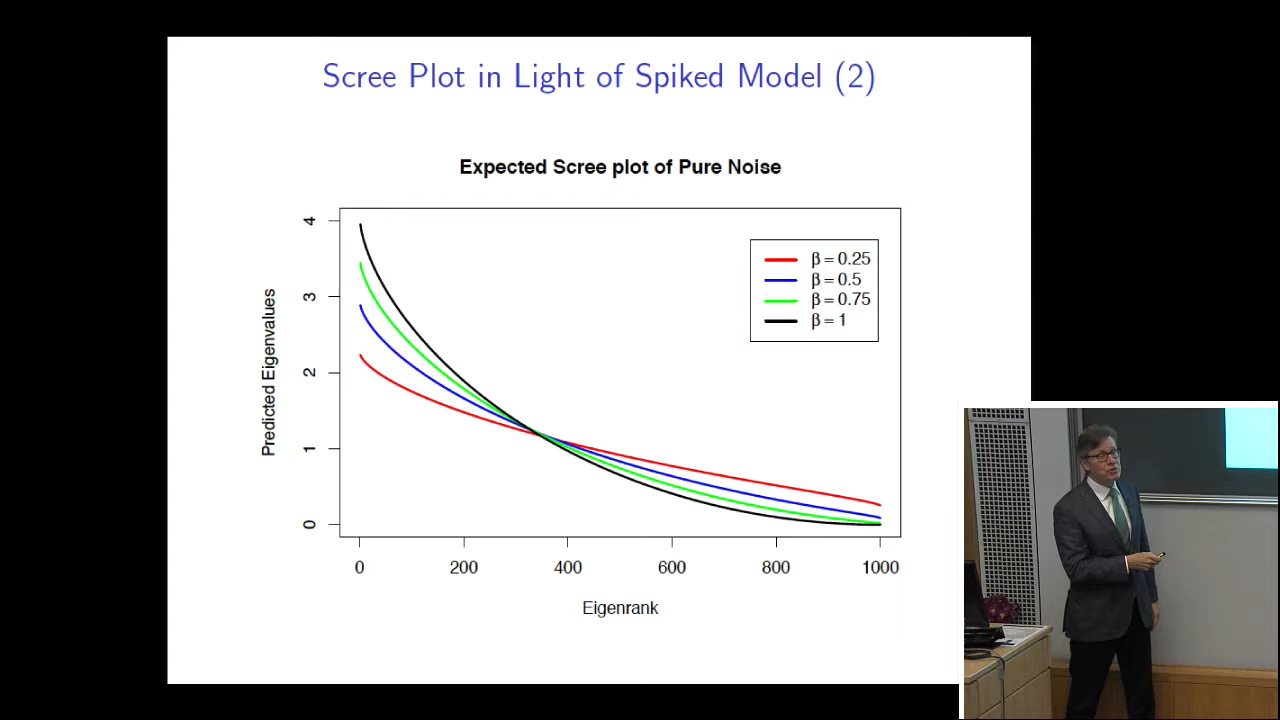 Scree Plot in Light of Spiked Model (2)
Expected Scree plot of Pure Noise
4
3
2
1
0
Predicted Eigenvalues
β = 0.25
β = 0.5
β = 0.75
β = 1
0 200 400 600 800 1000
Eigenrank